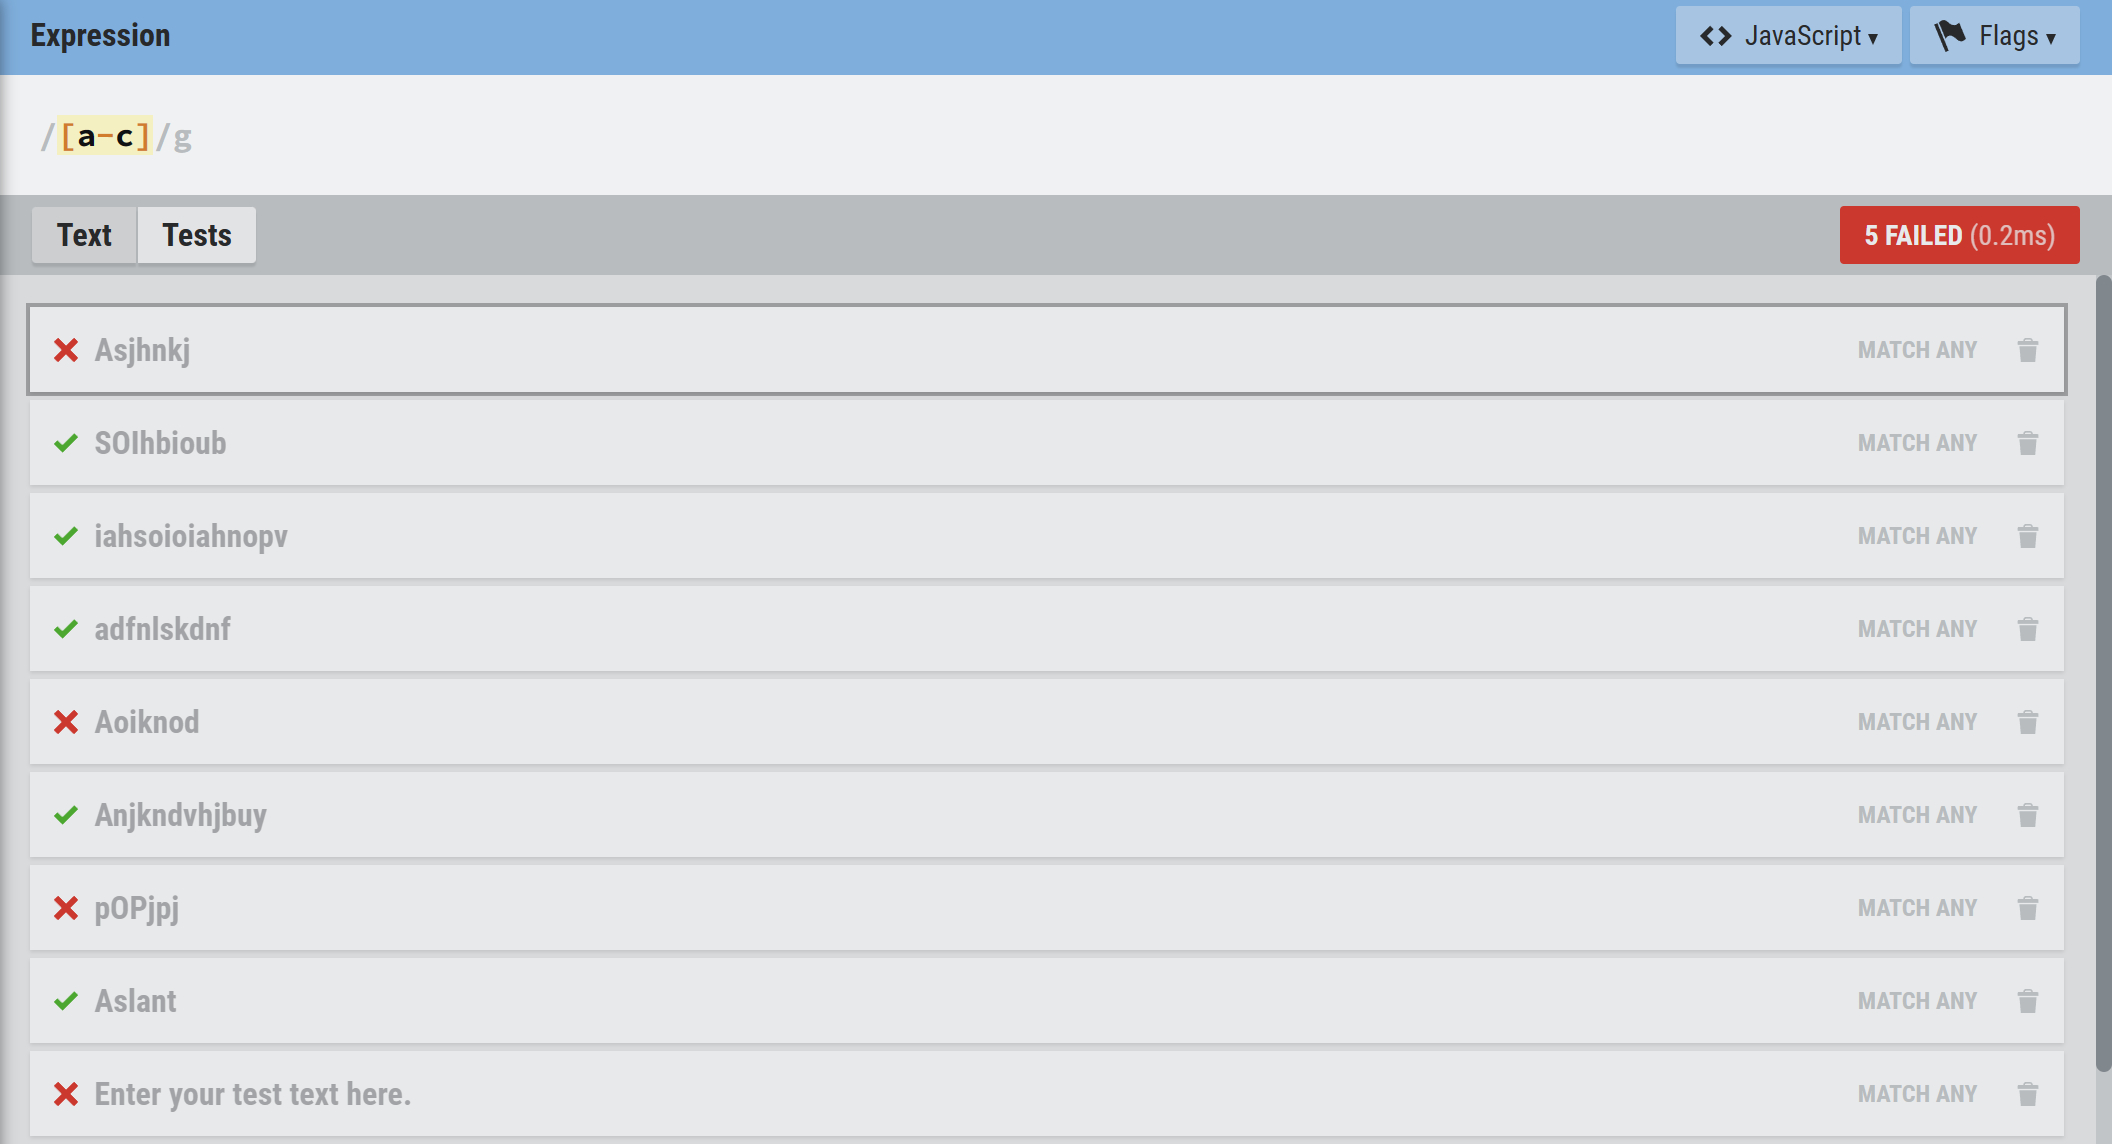 Expression
JavaScript ▾
Flags ▾
/[a-c]/g
Text
Tests
5 FAILED (0.2ms)
Asjhnkj
MATCH ANY
SOIhbioub
MATCH ANY
iahsoioiahnopv
MATCH ANY
adfnlskdnf
MATCH ANY
Aoiknod
MATCH ANY
Anjkndvhjbuy
MATCH ANY
pOPjpj
MATCH ANY
Aslant
MATCH ANY
Enter your test text here.
MATCH ANY